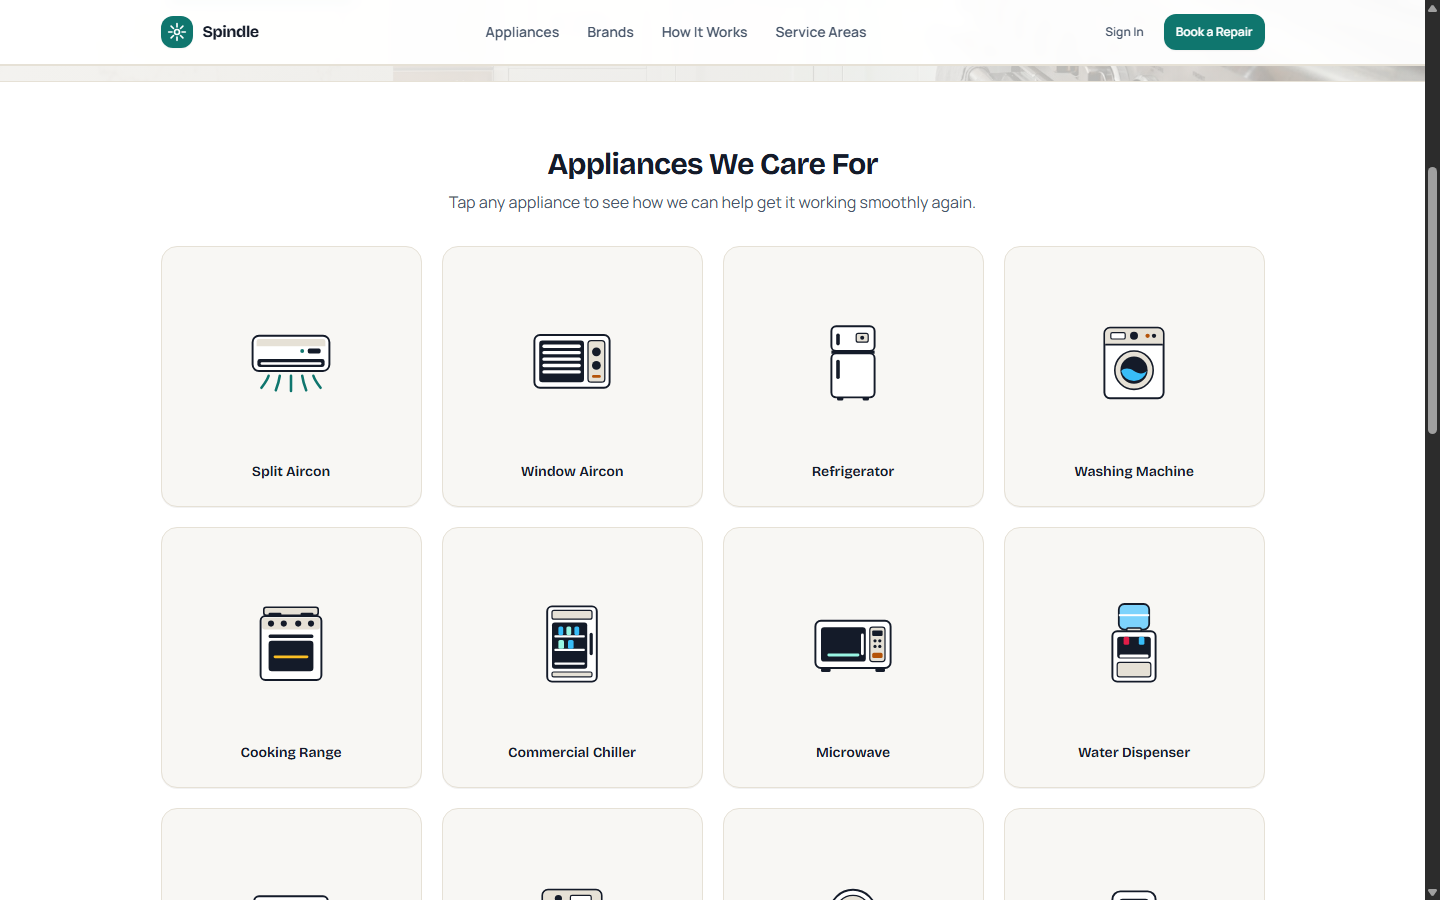 Spindle
Appliances
Brands
How It Works
Service Areas
Sign In
Book a Repair
Appliances We Care For
Tap any appliance to see how we can help get it working smoothly again.
Split Aircon
Window Aircon
Refrigerator
Washing Machine
Cooking Range
Commercial Chiller
Microwave
Water Dispenser